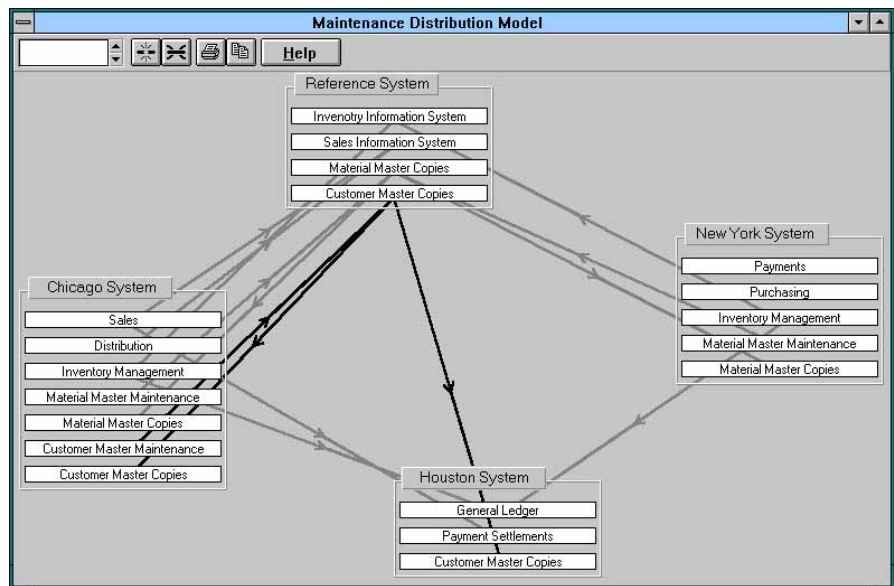 Maintenance Distribution Model
Help
Reference System
Invenotry Information System
Sales Information System
Material Master Copies
Customer Master Copies
New York System
Payments
Purchasing
Inventory Management
Material Master Maintenance
Material Master Copies
Chicago System
Sales
Distribution
Inventory Management
Material Master Maintenance
Material Master Copies
Customer Master Maintenance
Customer Master Copies
Houston System
General Ledger
Payment Settlements
Customer Master Copies